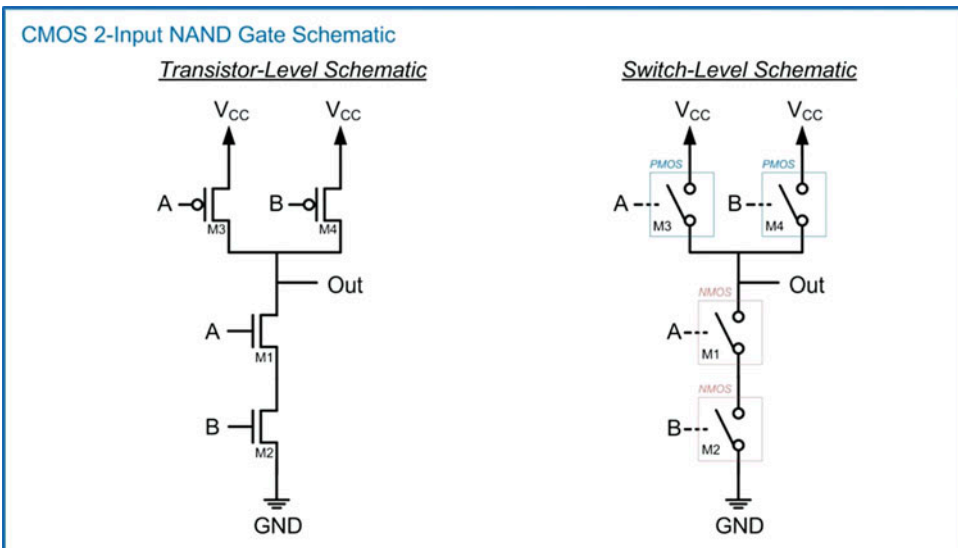 CMOS 2-Input NAND Gate Schematic
Transistor-Level Schematic
VCC
VCC
A
M3
B
M4
Out
A
M1
B
M2
GND
Switch-Level Schematic
VCC
VCC
PMOS
PMOS
A
M3
B
M4
Out
NMOS
A
M1
NMOS
B
M2
GND